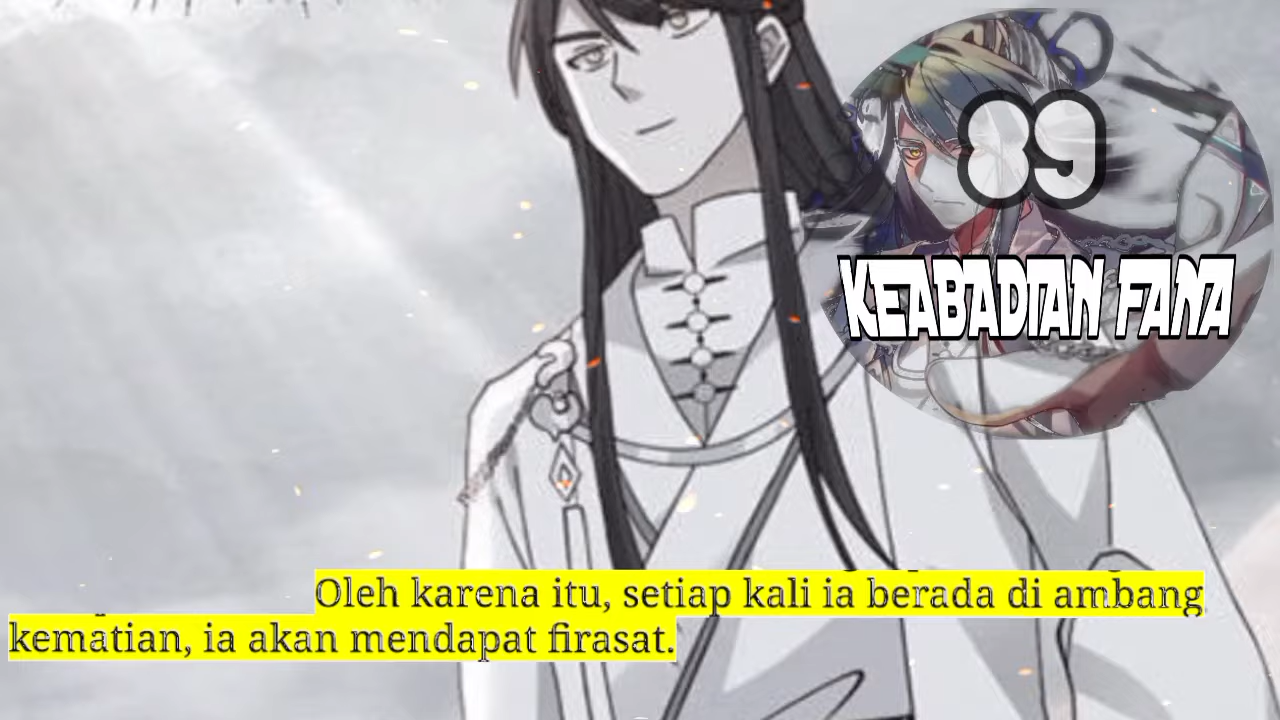 89
KEABADIAN FANA
Oleh karena itu, setiap kali ia berada di ambang
kematian, ia akan mendapat firasat.